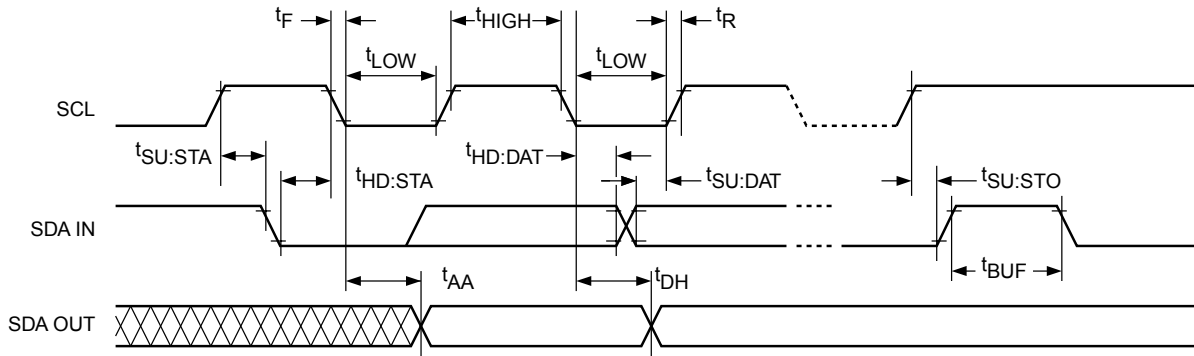 tF tHIGH tR
tLOW tLOW
SCL
tSU:STA tHD:DAT
tHD:STA tSU:DAT tSU:STO
SDA IN
tAA tDH tBUF
SDA OUT